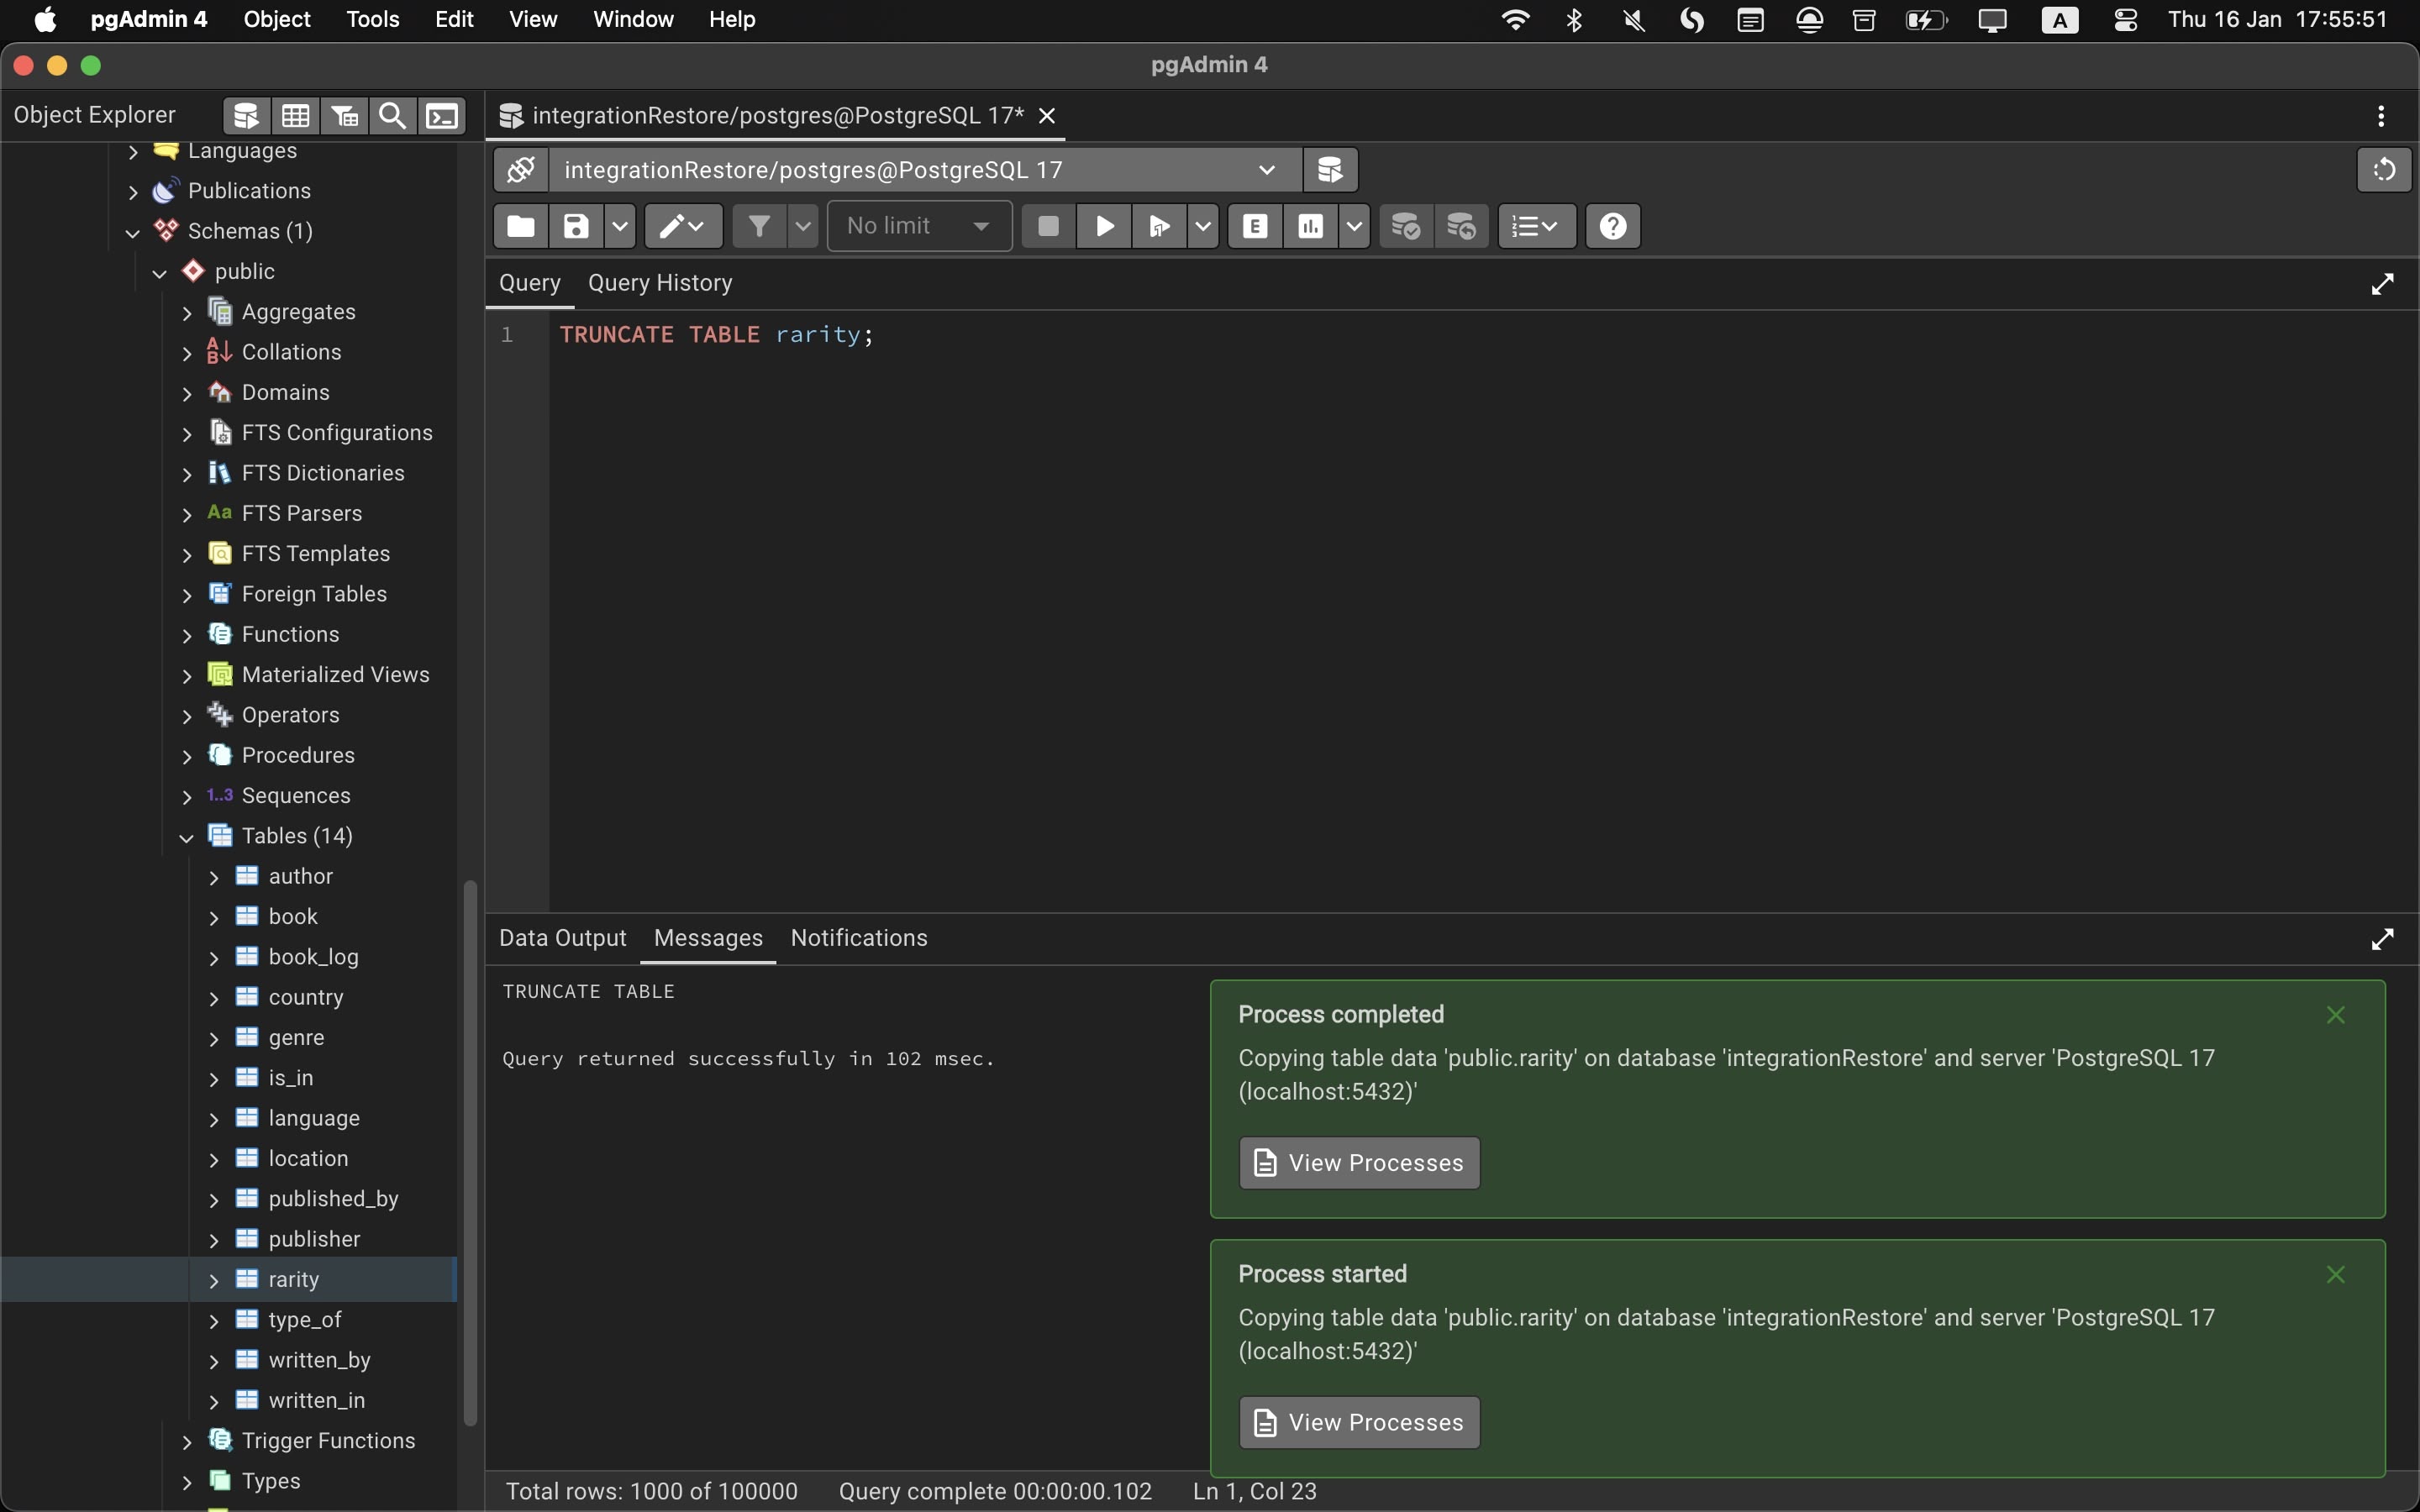 pgAdmin 4 Object Tools Edit View Window Help A Thu 16 Jan 17:55:51
pgAdmin 4
Object Explorer
integrationRestore/postgres@PostgreSQL 17*
Languages
Publications
Schemas (1)
public
Aggregates
Collations
Domains
FTS Configurations
FTS Dictionaries
Aa FTS Parsers
FTS Templates
Foreign Tables
Functions
Materialized Views
Operators
Procedures
1..3 Sequences
Tables (14)
author
book
book_log
country
genre
is_in
language
location
published_by
publisher
rarity
type_of
written_by
written_in
Trigger Functions
Types
integrationRestore/postgres@PostgreSQL 17
No limit E
Query Query History
1 TRUNCATE TABLE rarity;
Data Output Messages Notifications
TRUNCATE TABLE
Query returned successfully in 102 msec.
Process completed
Copying table data 'public.rarity' on database 'integrationRestore' and server 'PostgreSQL 17
(localhost:5432)'
View Processes
Process started
Copying table data 'public.rarity' on database 'integrationRestore' and server 'PostgreSQL 17
(localhost:5432)'
View Processes
Total rows: 1000 of 100000 Query complete 00:00:00.102 Ln 1, Col 23